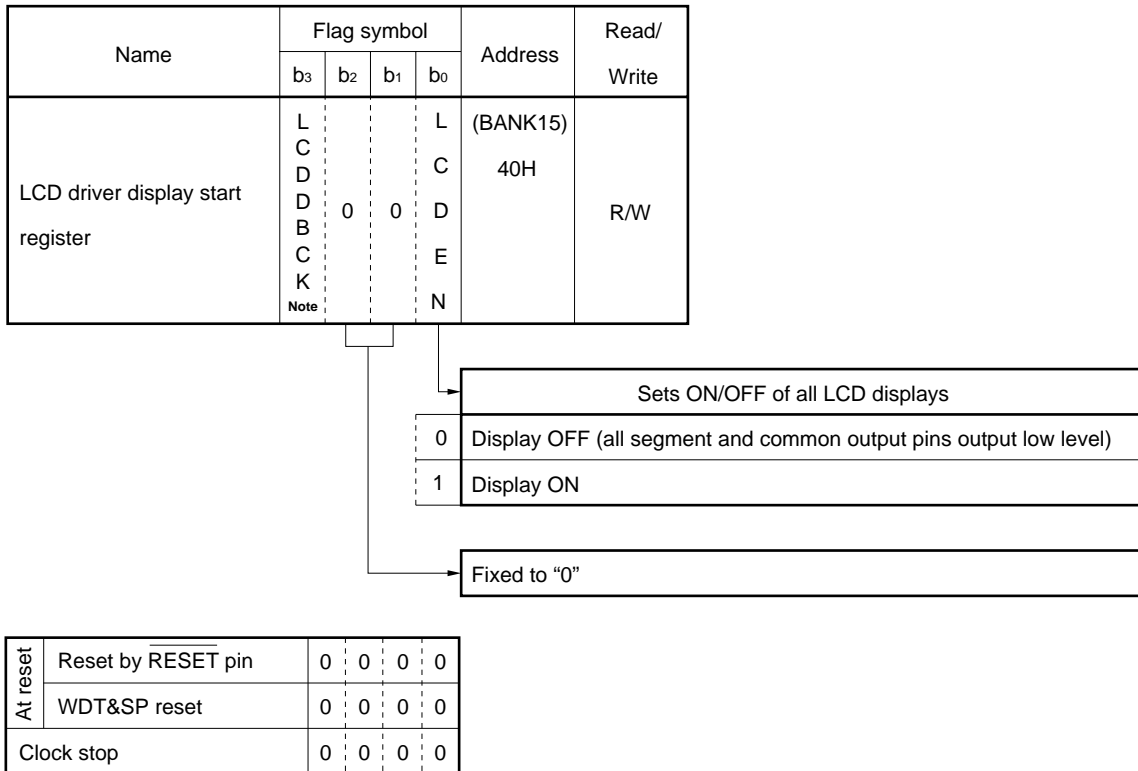 Name
Flag symbol
Address
Read/
Write
b3 b2 b1 b0
LCD driver display start
register
LCDDBCK
Note
0
0
LCDEN
(BANK15)
40H
R/W
Sets ON/OFF of all LCD displays
0 Display OFF (all segment and common output pins output low level)
1 Display ON
Fixed to “0”
At reset
Reset by RESET pin 0 0 0 0
WDT&SP reset 0 0 0 0
Clock stop 0 0 0 0